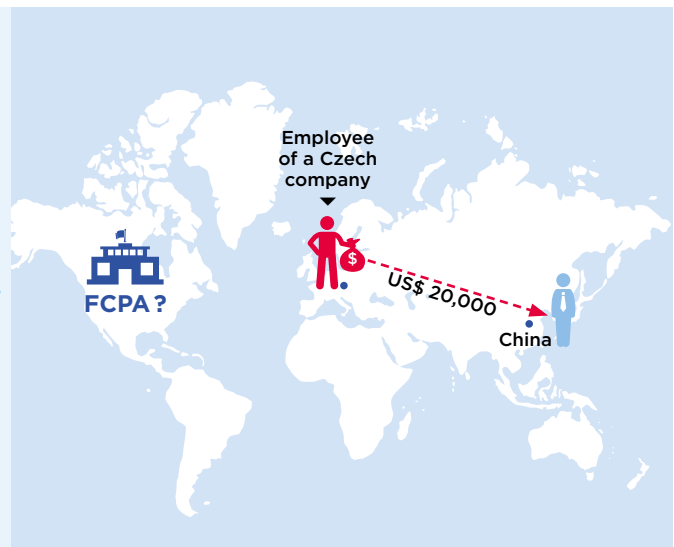 Employee
of a Czech
company
$
US$ 20,000
FCPA ?
China